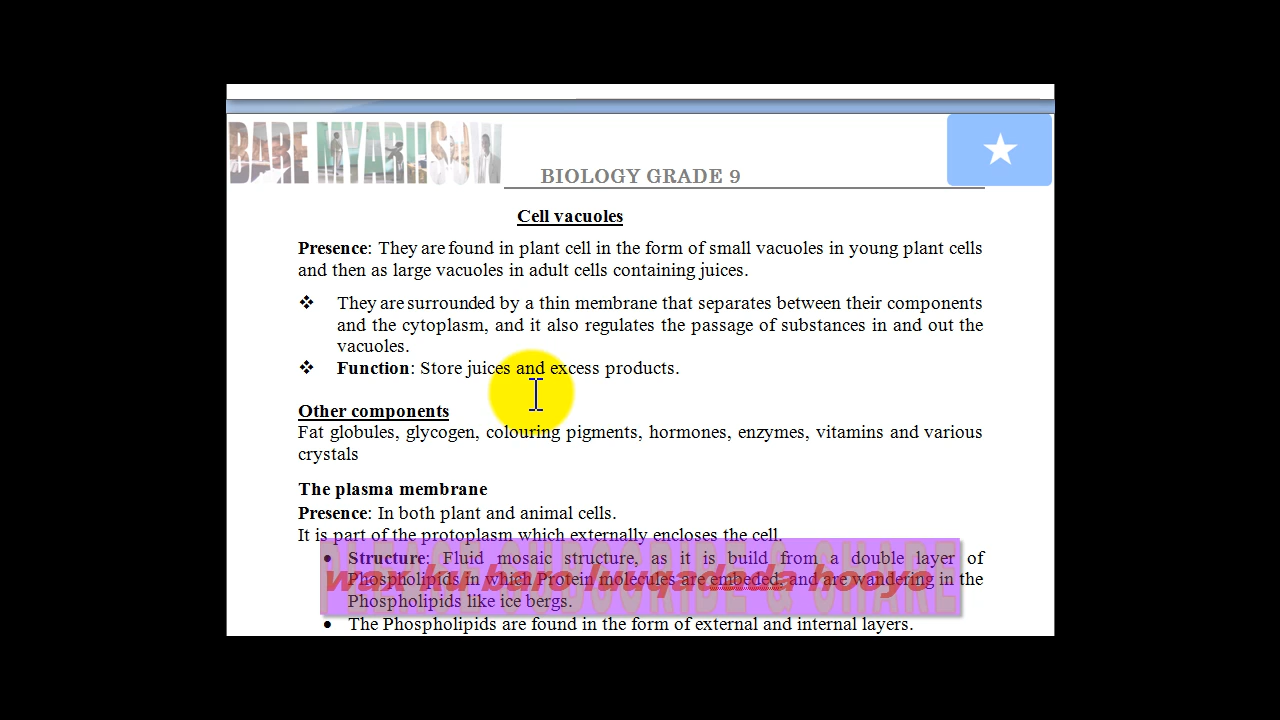 BARE MYARIISOW
BIOLOGY GRADE 9
Cell vacuoles
Presence: They are found in plant cell in the form of small vacuoles in young plant cells
and then as large vacuoles in adult cells containing juices.
❖ They are surrounded by a thin membrane that separates between their components
and the cytoplasm, and it also regulates the passage of substances in and out the
vacuoles.
❖ Function: Store juices and excess products.
Other components
Fat globules, glycogen, colouring pigments, hormones, enzymes, vitamins and various
crystals
The plasma membrane
Presence: In both plant and animal cells.
It is part of the protoplasm which externally encloses the cell.
• Structure: Fluid mosaic structure, as it is build from a double layer of
Phospholipids in which Protein molecules are embeded, and are wandering in the
Phospholipids like ice bergs.
wax ku baro luuqadada hooyo
SUBSCRIBE & SHARE
• The Phospholipids are found in the form of external and internal layers.